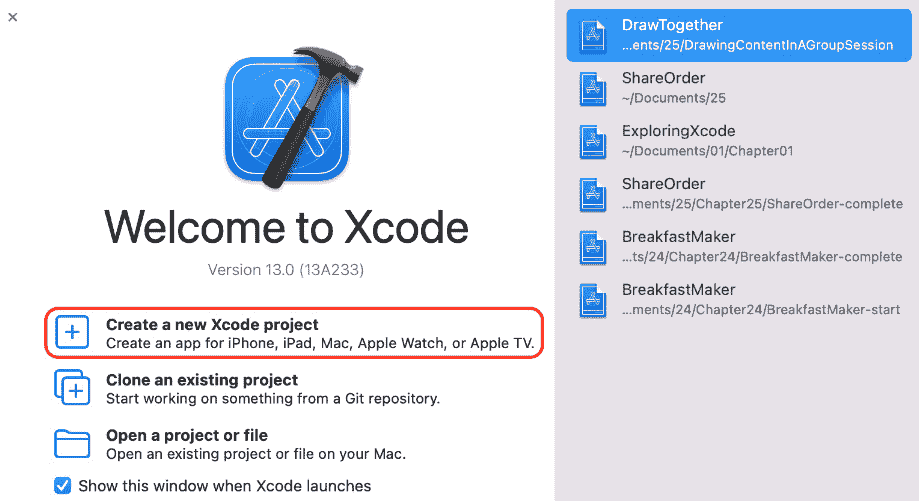 Welcome to Xcode
Version 13.0 (13A233)
Create a new Xcode project
Create an app for iPhone, iPad, Mac, Apple Watch, or Apple TV.
Clone an existing project
Start working on something from a Git repository.
Open a project or file
Open an existing project or file on your Mac.
Show this window when Xcode launches
DrawTogether
...ents/25/DrawingContentInAGroupSession
ShareOrder
~/Documents/25
ExploringXcode
~/Documents/01/Chapter01
ShareOrder
...ments/25/Chapter25/ShareOrder-complete
BreakfastMaker
...ts/24/Chapter24/BreakfastMaker-complete
BreakfastMaker
...ments/24/Chapter24/BreakfastMaker-start